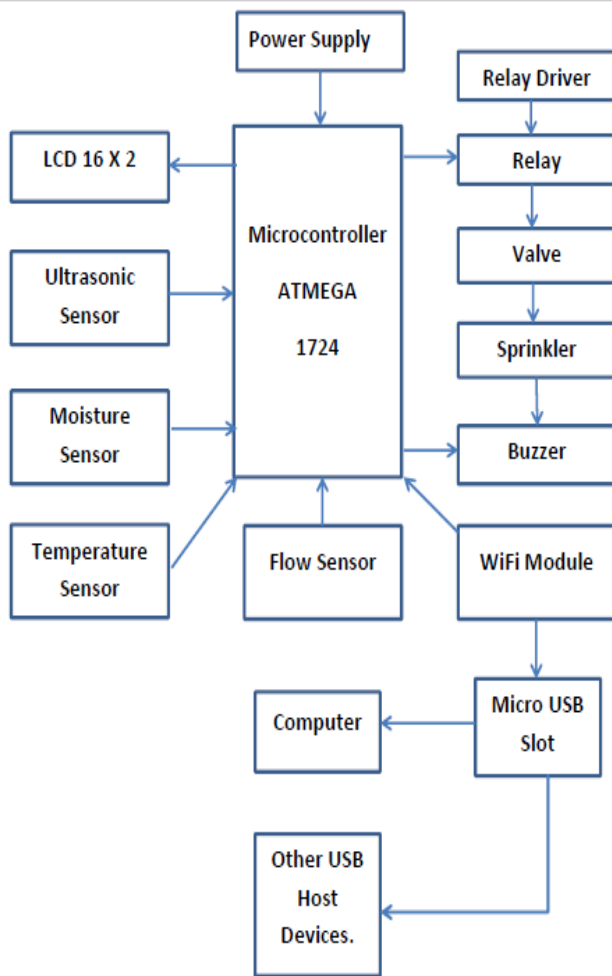 Power Supply
Relay Driver
LCD 16 X 2
Relay
Microcontroller
ATMEGA
1724
Valve
Ultrasonic
Sensor
Sprinkler
Moisture
Sensor
Buzzer
Temperature
Sensor
Flow Sensor
WiFi Module
Computer
Micro USB
Slot
Other USB
Host
Devices.